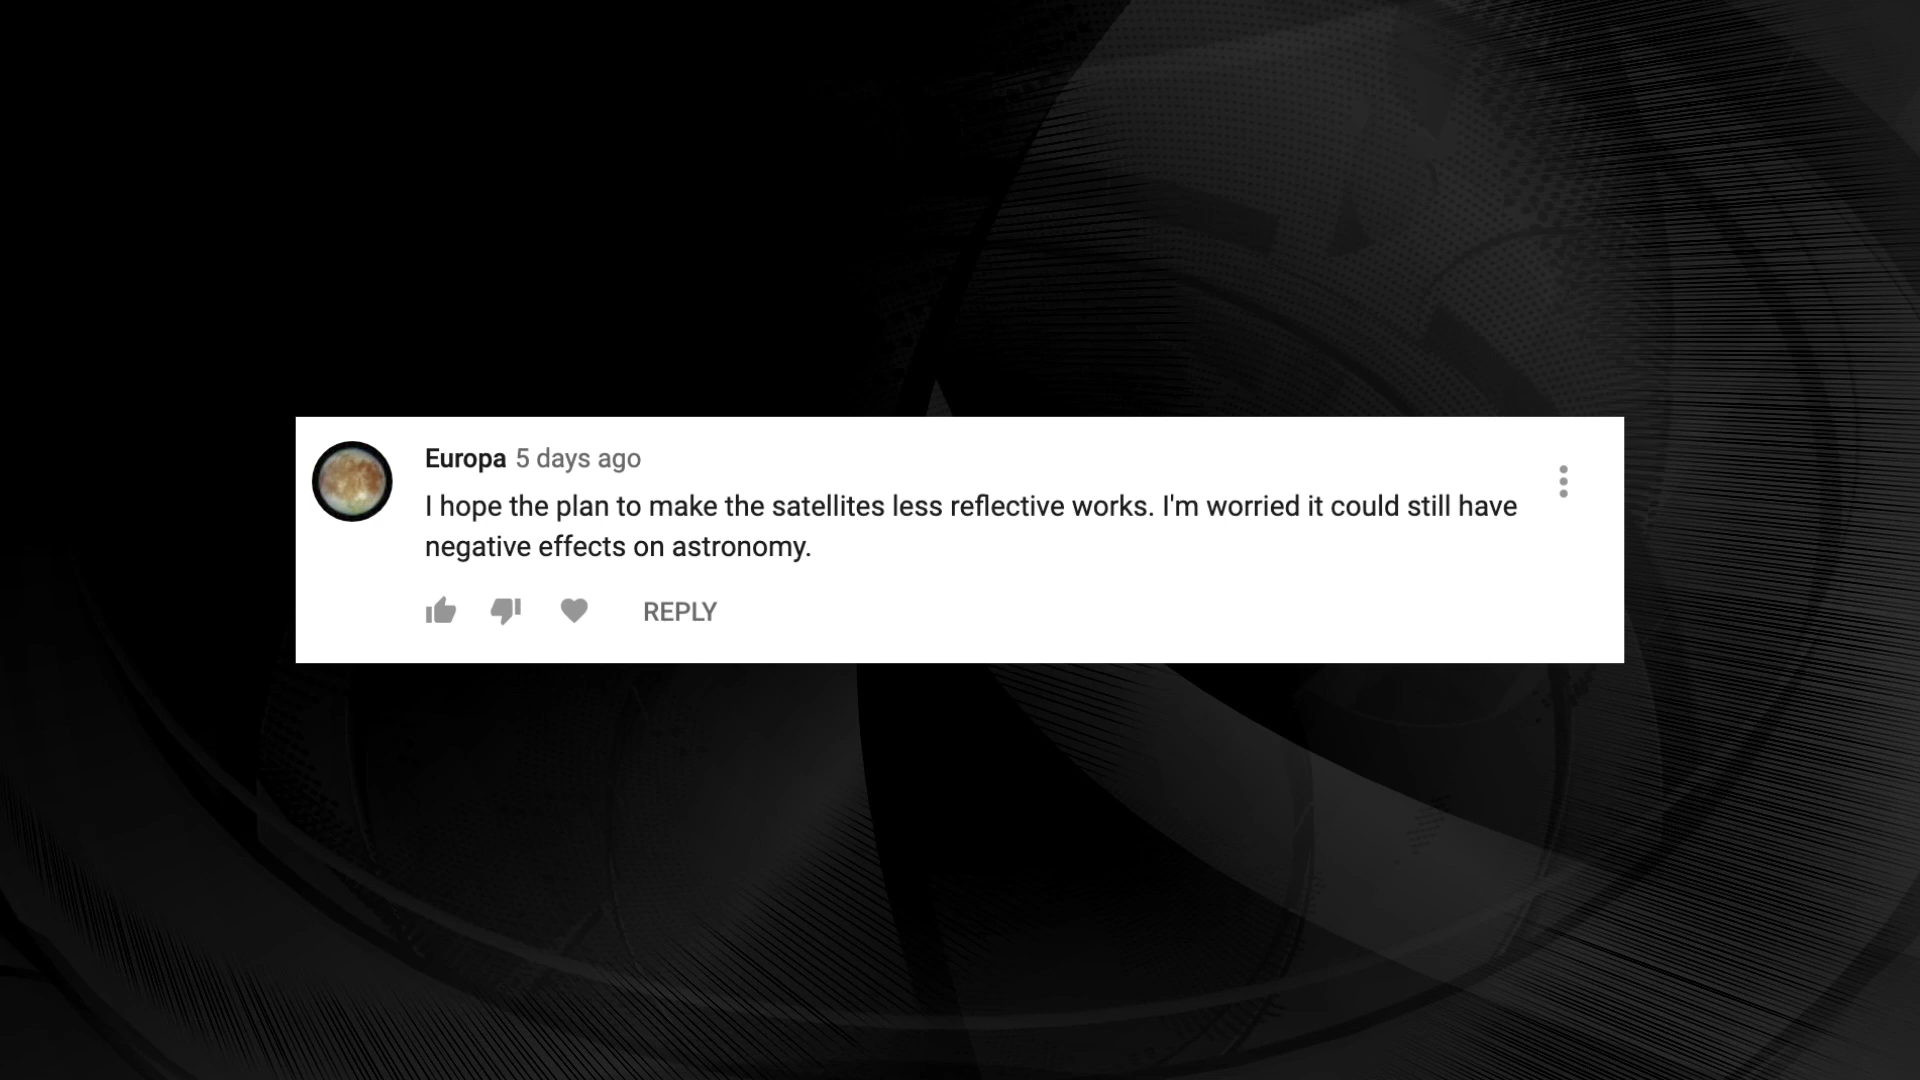 Europa 5 days ago
I hope the plan to make the satellites less reflective works. I'm worried it could still have
negative effects on astronomy.
REPLY